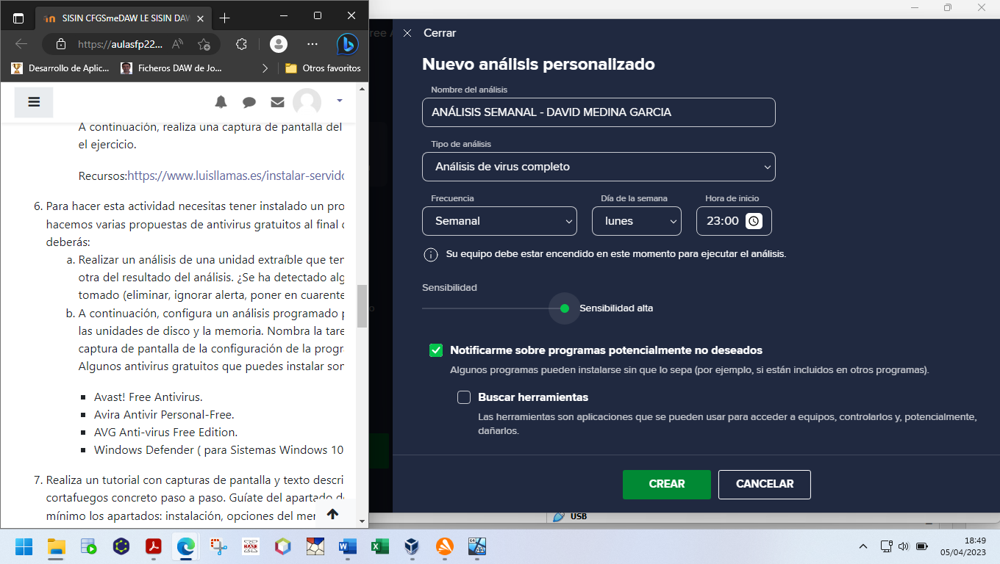 SISIN CFGSmeDAW LE SISIN DAW
https://aulasfp22...
Desarrollo de Aplic...
Ficheros DAW de Jo...
Otros favoritos
A continuación, realiza una captura de pantalla del
el ejercicio.
Recursos:https://www.luisllamas.es/instalar-servido
6. Para hacer esta actividad necesitas tener instalado un pro
hacemos varias propuestas de antivirus gratuitos al final
deberás:
a. Realizar un análisis de una unidad extraíble que ten
otra del resultado del análisis. ¿Se ha detectado alg
tomado (eliminar, ignorar alerta, poner en cuarente
b. A continuación, configura un análisis programado p
las unidades de disco y la memoria. Nombra la tare
captura de pantalla de la configuración de la progr
Algunos antivirus gratuitos que puedes instalar son
Avast! Free Antivirus.
Avira Antivir Personal-Free.
AVG Anti-virus Free Edition.
Windows Defender ( para Sistemas Windows 10
7. Realiza un tutorial con capturas de pantalla y texto descri
cortafuegos concreto paso a paso. Guíate del apartado d
mínimo los apartados: instalación, opciones del mer
Cerrar
Nuevo análisis personalizado
Nombre del análisis
ANÁLISIS SEMANAL - DAVID MEDINA GARCIA
Tipo de análisis
Análisis de virus completo
Frecuencia Día de la semana Hora de inicio
Semanal lunes 23:00
Su equipo debe estar encendido en este momento para ejecutar el análisis.
Sensibilidad
Sensibilidad alta
Notificarme sobre programas potencialmente no deseados
Algunos programas pueden instalarse sin que lo sepa (por ejemplo, si están incluidos en otros programas).
Buscar herramientas
Las herramientas son aplicaciones que se pueden usar para acceder a equipos, controlarlos y, potencialmente,
dañarlos.
CREAR CANCELAR
USB
18:49
05/04/2023